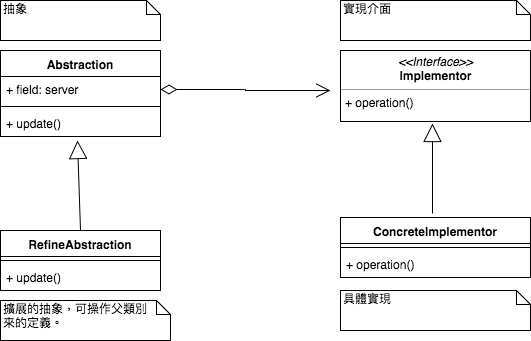 抽象
Abstraction
+ field: server
+ update()
RefineAbstraction
+ update()
擴展的抽象，可操作父類別
來的定義。
實現介面
<<Interface>>
Implementor
+ operation()
ConcreteImplementor
+ operation()
具體實現